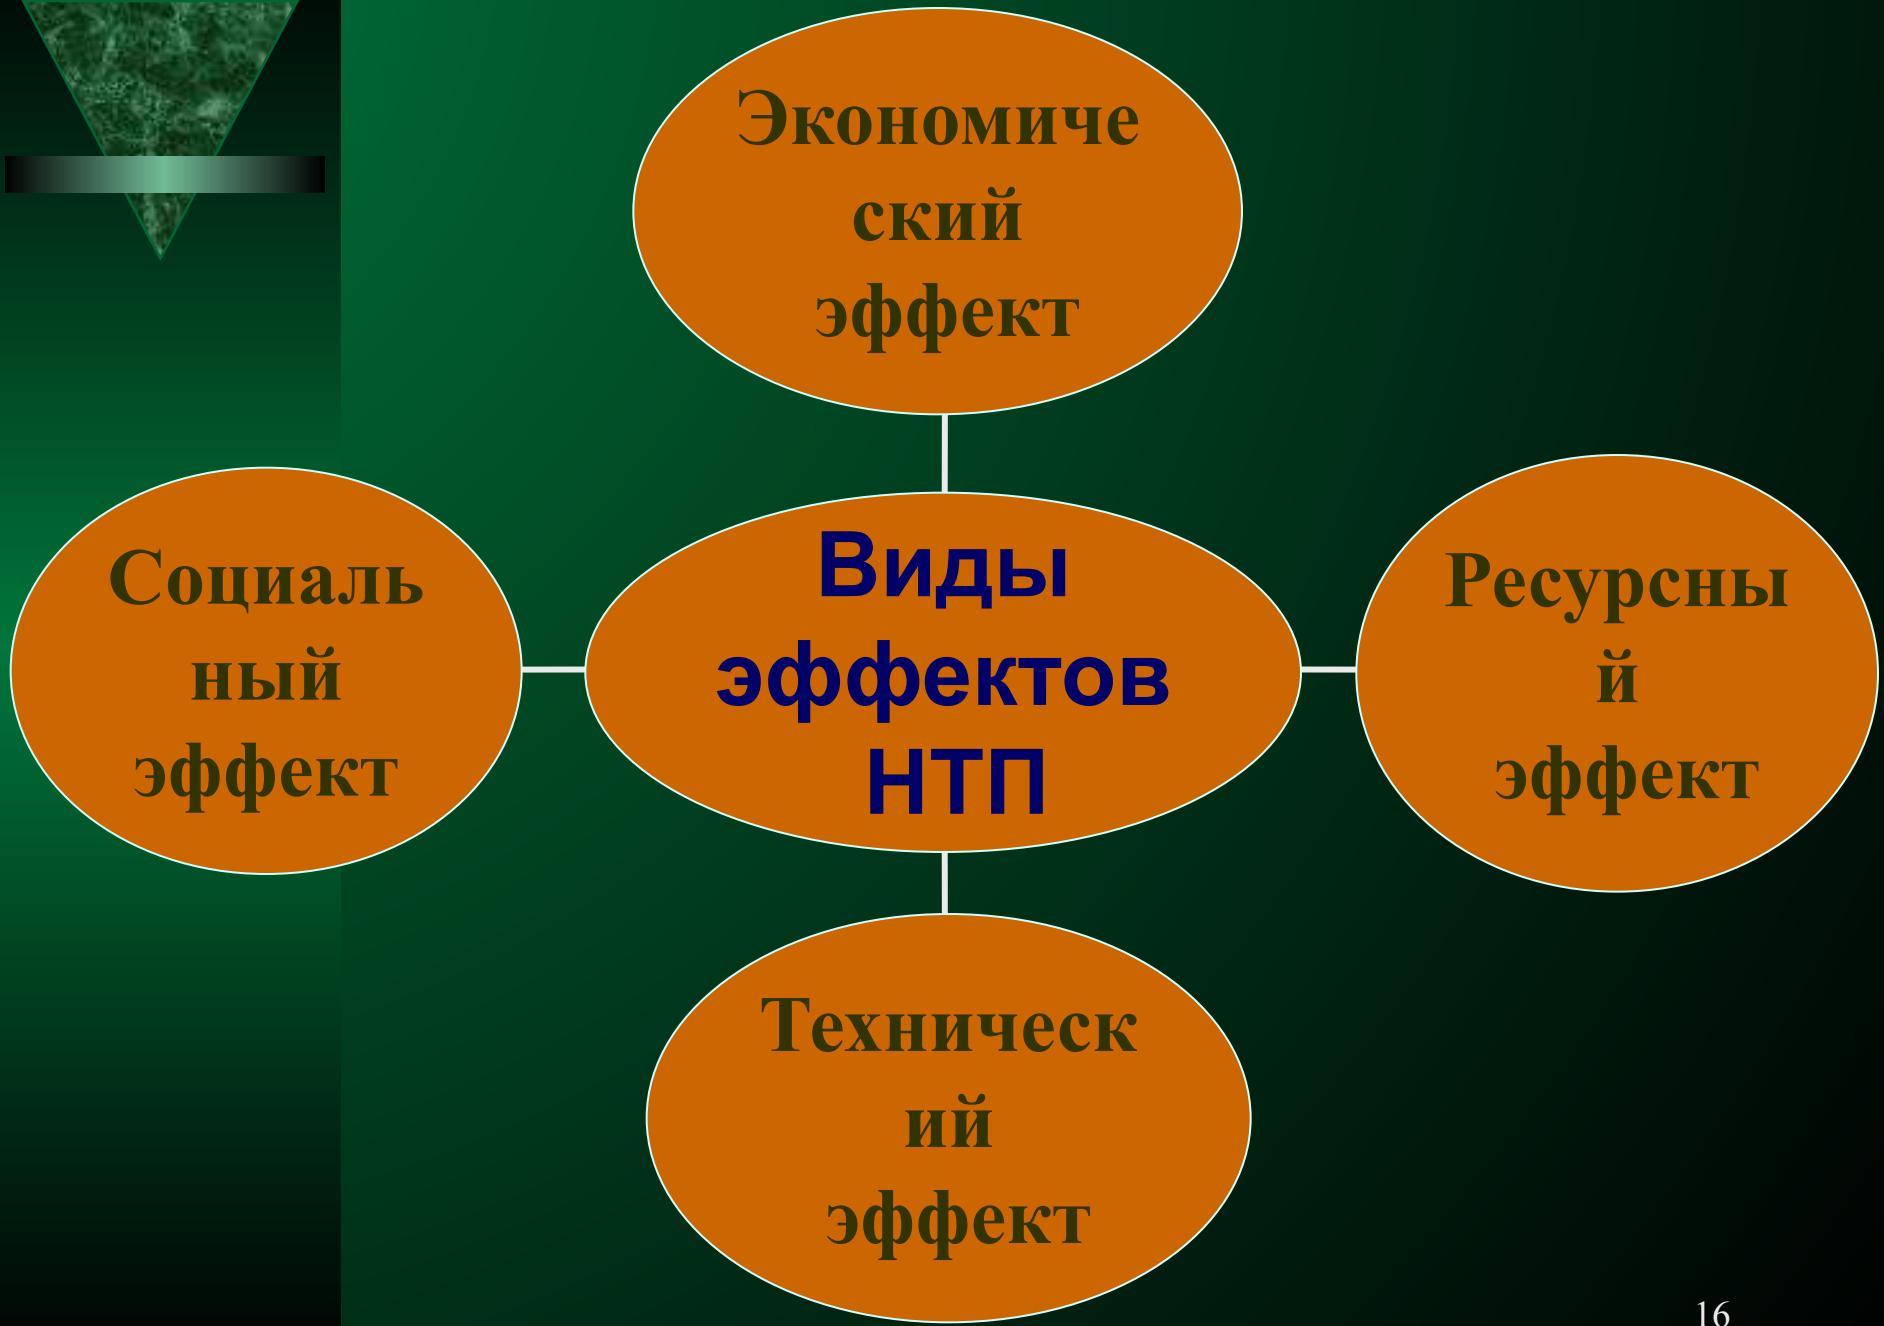 Экономиче
ский
эффект
Социаль
ный
эффект
Виды
эффектов
НТП
Ресурсны
й
эффект
Техническ
ий
эффект
16